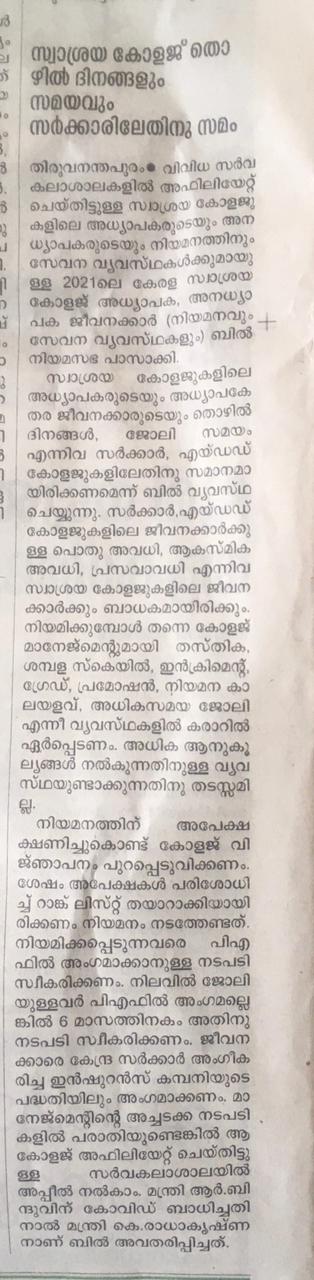 സ്വാശ്രയ കോളജ് തൊ
ഴിൽ ദിനങ്ങളും
സമയവും
സർക്കാരിലേതിനു സമം
തിരുവനന്തപുരം● വിവിധ സർവ
കലാശാലകളിൽ അഫിലിയേറ്റ്
ചെയ്തിട്ടുള്ള സ്വാശ്രയ കോളജു
കളിലെ അധ്യാപകരുടെയും അന
ധ്യാപകരുടെയും നിയമനത്തിനും
സേവന വ്യവസ്ഥകൾക്കുമായു
ള്ള 2021ലെ കേരള സ്വാശ്രയ
കോളജ് അധ്യാപക, അനധ്യാ
പക ജീവനക്കാർ (നിയമനവും
സേവന വ്യവസ്ഥകളും) ബിൽ
നിയമസഭ പാസാക്കി.
സ്വാശ്രയ കോളജുകളിലെ
അധ്യാപകരുടെയും അധ്യാപകേ
തര ജീവനക്കാരുടെയും തൊഴിൽ
ദിനങ്ങൾ, ജോലി സമയം
എന്നിവ സർക്കാർ, എയ്ഡഡ്
കോളജുകളിലേതിനു സമാനമാ
യിരിക്കണമെന്ന് ബിൽ വ്യവസ്ഥ
ചെയ്യുന്നു. സർക്കാർ,എയ്ഡഡ്
കോളജുകളിലെ ജീവനക്കാർക്കു
ള്ള പൊതു അവധി, ആകസ്മിക
അവധി, പ്രസവാവധി എന്നിവ
സ്വാശ്രയ കോളജുകളിലെ ജീവന
ക്കാർക്കും ബാധകമായിരിക്കും.
നിയമിക്കുമ്പോൾ തന്നെ കോളജ്
മാനേജ്മെന്റുമായി തസ്തിക,
ശമ്പള സ്കെയിൽ, ഇൻക്രിമെന്റ്,
ഗ്രേഡ്, പ്രമോഷൻ, നിയമന കാ
ലയളവ്, അധികസമയ ജോലി
എന്നീ വ്യവസ്ഥകളിൽ കരാറിൽ
ഏർപ്പെടണം. അധിക ആനുകൂ
ല്യങ്ങൾ നൽകുന്നതിനുള്ള വ്യവ
സ്ഥയുണ്ടാക്കുന്നതിനു തടസ്സമി
ല്ല.
നിയമനത്തിന് അപേക്ഷ
ക്ഷണിച്ചുകൊണ്ട് കോളജ് വി
ജ്ഞാപനം പുറപ്പെടുവിക്കണം.
ശേഷം അപേക്ഷകൾ പരിശോധി
ച്ച് റാങ്ക് ലിസ്റ്റ് തയാറാക്കിയായി
രിക്കണം നിയമനം നടത്തേണ്ടത്.
നിയമിക്കപ്പെടുന്നവരെ പിഎ
ഫിൽ അംഗമാക്കാനുള്ള നടപടി
സ്വീകരിക്കണം. നിലവിൽ ജോലി
യുള്ളവർ പിഎഫിൽ അംഗമല്ലെ
ങ്കിൽ 6 മാസത്തിനകം അതിനു
നടപടി സ്വീകരിക്കണം. ജീവന
ക്കാരെ കേന്ദ്ര സർക്കാർ അംഗീക
രിച്ച ഇൻഷുറൻസ് കമ്പനിയുടെ
പദ്ധതിയിലും അംഗമാക്കണം. മാ
നേജ്മെന്റിന്റെ അച്ചടക്ക നടപടി
കളിൽ പരാതിയുണ്ടെങ്കിൽ ആ
കോളജ് അഫിലിയേറ്റ് ചെയ്തിട്ടു
ള്ള സർവകലാശാലയിൽ
അപ്പീൽ നൽകാം. മന്ത്രി ആർ.ബി
ന്ദുവിന് കോവിഡ് ബാധിച്ചതി
നാൽ മന്ത്രി കെ.രാധാകൃഷ്ണ
നാണ് ബിൽ അവതരിപ്പിച്ചത്.